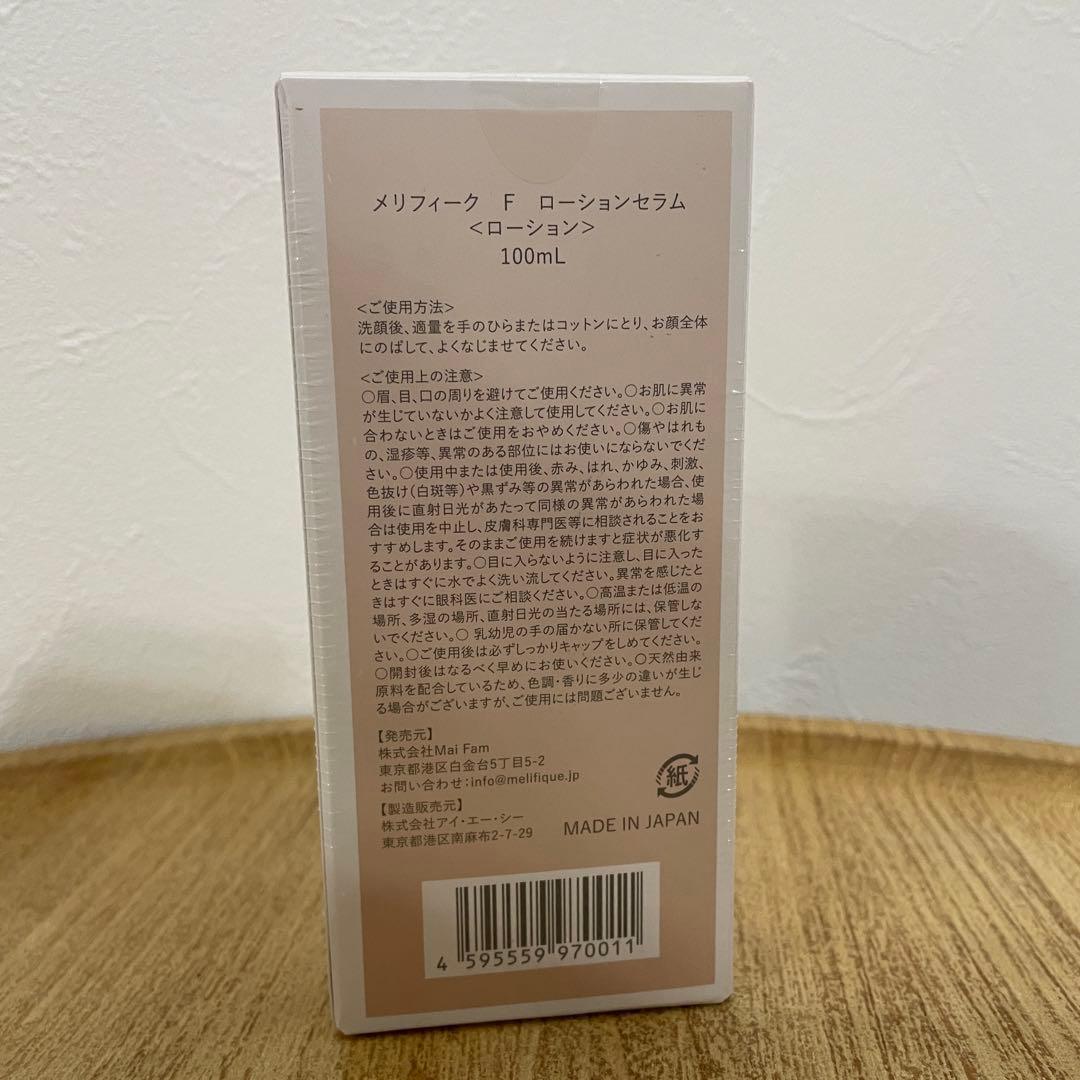 メリフィーク　F　ローションセラム
＜ローション＞
100mL
＜ご使用方法＞
洗顔後、適量を手のひらまたはコットンにとり、お顔全体
にのばして、よくなじませてください。
＜ご使用上の注意＞
○眉、目、口の周りを避けてご使用ください。○お肌に異常
が生じていないかよく注意して使用してください。○お肌に
合わないときはご使用をおやめください。○傷やはれも
の、湿疹等、異常のある部位にはお使いにならないでくだ
さい。○使用中または使用後、赤み、はれ、かゆみ、刺激、
色抜け(白斑等)や黒ずみ等の異常があらわれた場合、使
用後に直射日光があたって同様の異常があらわれた場
合は使用を中止し、皮膚科専門医等に相談されることをお
すすめします。そのままご使用を続けますと症状が悪化す
ることがあります。○目に入らないように注意し、目に入った
ときはすぐに水でよく洗い流してください。異常を感じたと
きはすぐに眼科医にご相談ください。○高温または低温の
場所、多湿の場所、直射日光の当たる場所には、保管しな
いでください。○ 乳幼児の手の届かない所に保管してくだ
さい。○ご使用後は必ずしっかりキャップをしめてください。
○開封後はなるべく早めにお使いください。○天然由来
原料を配合しているため、色調・香りに多少の違いが生じ
る場合がございますが、ご使用には問題ございません。
【発売元】
株式会社Mai Fam
東京都港区白金台5丁目5-2
お問い合わせ：info@melifique.jp
【製造販売元】
株式会社アイ・エー・シー
東京都港区南麻布2-7-29
紙
MADE IN JAPAN
4 595559 970011